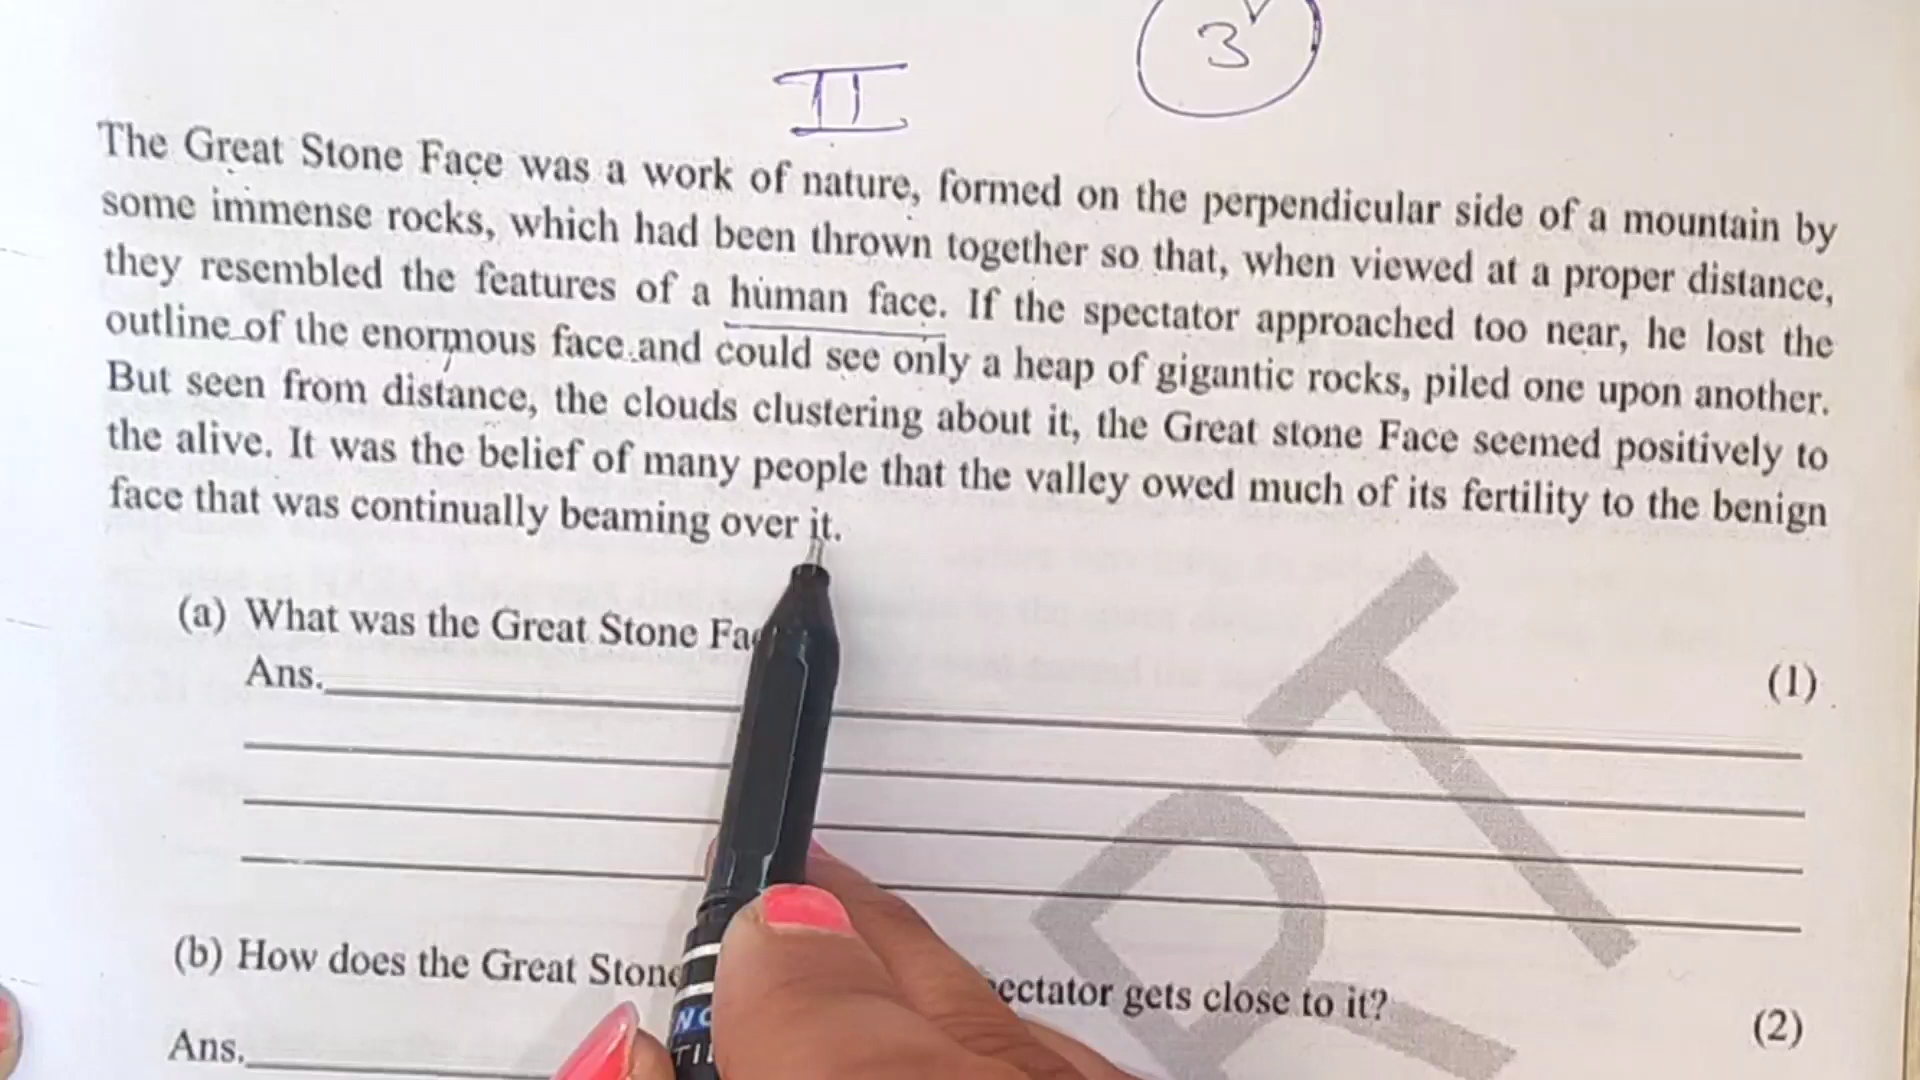 3
II
The Great Stone Face was a work of nature, formed on the perpendicular side of a mountain by
some immense rocks, which had been thrown together so that, when viewed at a proper distance,
they resembled the features of a human face. If the spectator approached too near, he lost the
outline of the enormous face and could see only a heap of gigantic rocks, piled one upon another.
But seen from distance, the clouds clustering about it, the Great stone Face seemed positively to
the alive. It was the belief of many people that the valley owed much of its fertility to the benign
face that was continually beaming over it.
(a) What was the Great Stone
(1)
Ans.
(b) How does the Great Stone gets close to it?
(2)
Ans.